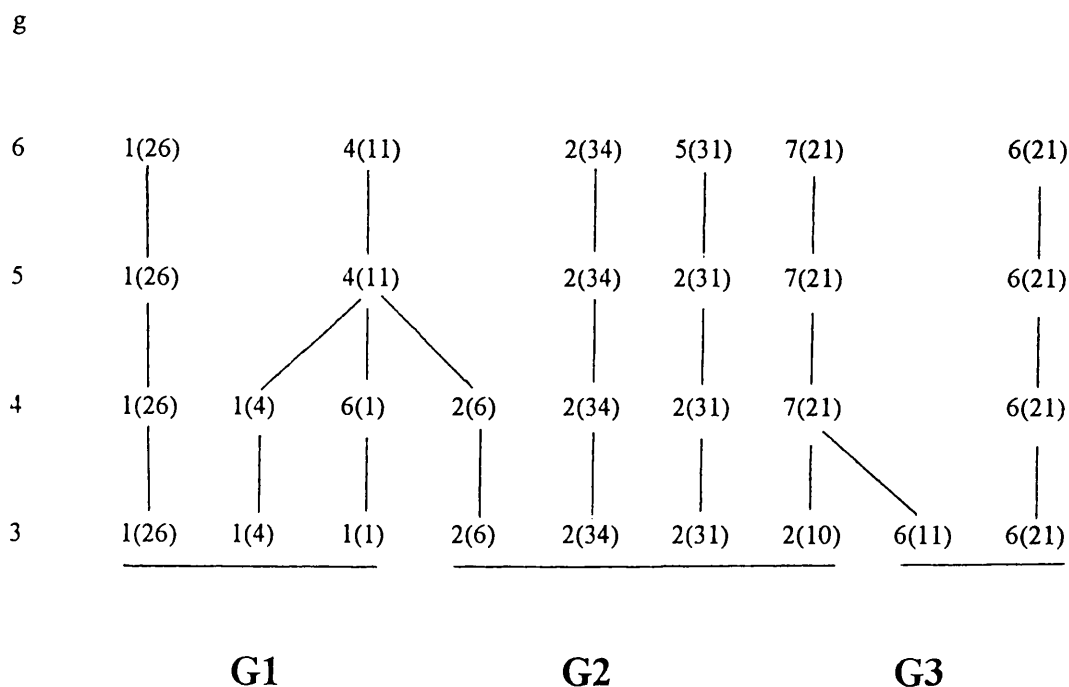 g
6 1(26) 4(11) 2(34) 5(31) 7(21) 6(21)
5 1(26) 4(11) 2(34) 2(31) 7(21) 6(21)
4 1(26) 1(4) 6(1) 2(6) 2(34) 2(31) 7(21) 6(21)
3 1(26) 1(4) 1(1) 2(6) 2(34) 2(31) 2(10) 6(11) 6(21)
G1 G2 G3